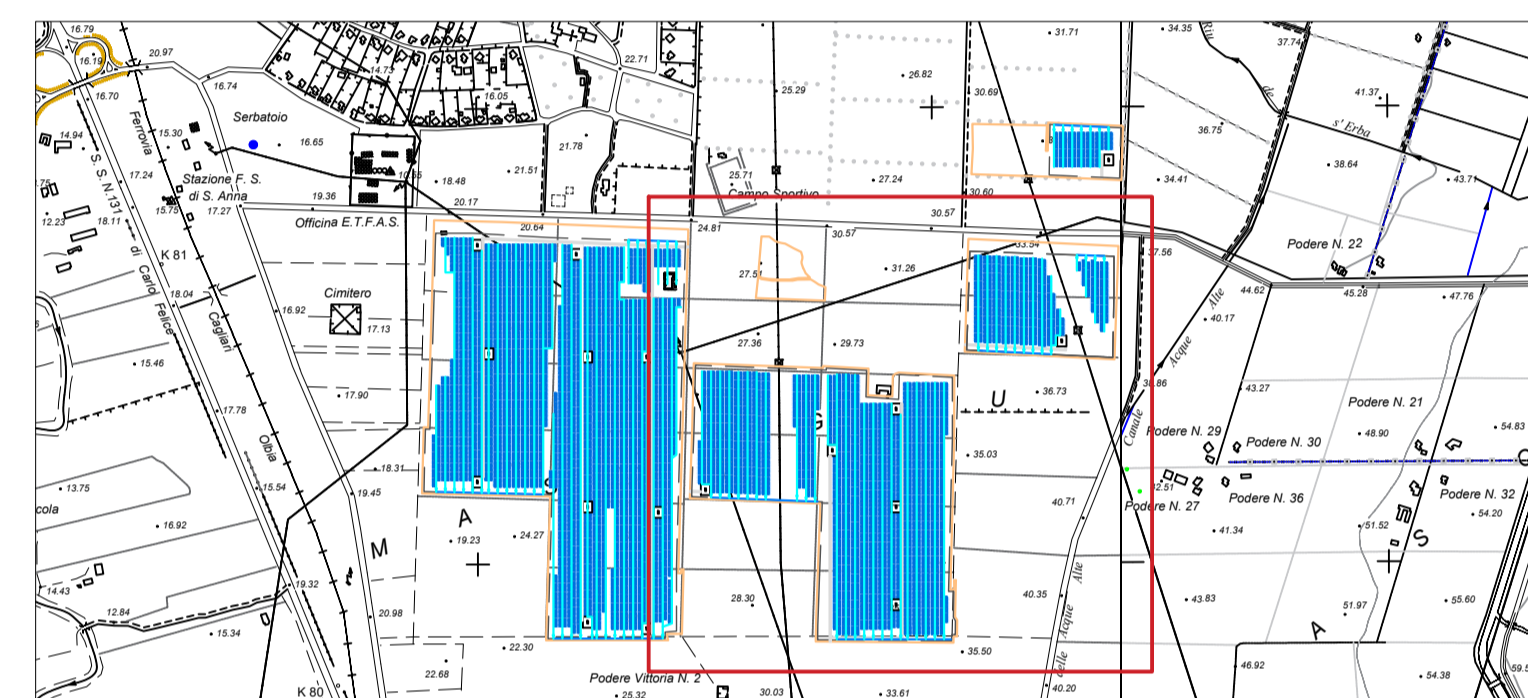 16.79
20.97
16.19
16.70
16.74
14.73
16.05
22.71
25.29
26.82
31.71
30.69
34.35
37.74
Riu
de
41.37
s' Erba
36.75
38.64
43.71
34.41
Serbatoio
16.65
14.94
15.30
Ferrovia
S. S. N.131
17.24
Stazione F. S.
di S. Anna
15.75
17.27
12.23
18.11
19.36
18.48
21.51
21.78
20.17
25.71
Campo Sportivo
27.24
30.60
30.57
Officina E.T.F.A.S.
20.64
24.81
30.57
33.54
37.56
Podere N. 22
K 81
di Carlo Felice
18.04
Cagliari
Cimitero
16.92
17.13
27.51
31.26
44.62
45.28
47.76
40.17
Alte
Acque
27.36
29.73
15.46
17.90
17.78
36.73
U
38.86
Canale
43.27
Podere N. 21
48.90
54.83
Podere N. 29
Podere N. 30
G
35.03
Olbia
18.31
15.54
19.45
13.75
cola
16.92
40.71
Podere N. 27
Podere N. 36
Podere N. 32
54.20
41.34
51.52
S
A
M
19.23
24.27
14.43
12.84
15.34
19.32
20.98
28.30
40.35
Alte
Acque
delle
43.83
51.97
55.60
A
22.30
22.68
35.50
46.92
54.38
Podere Vittoria N. 2
K 80
25.32
30.03
33.61
40.20